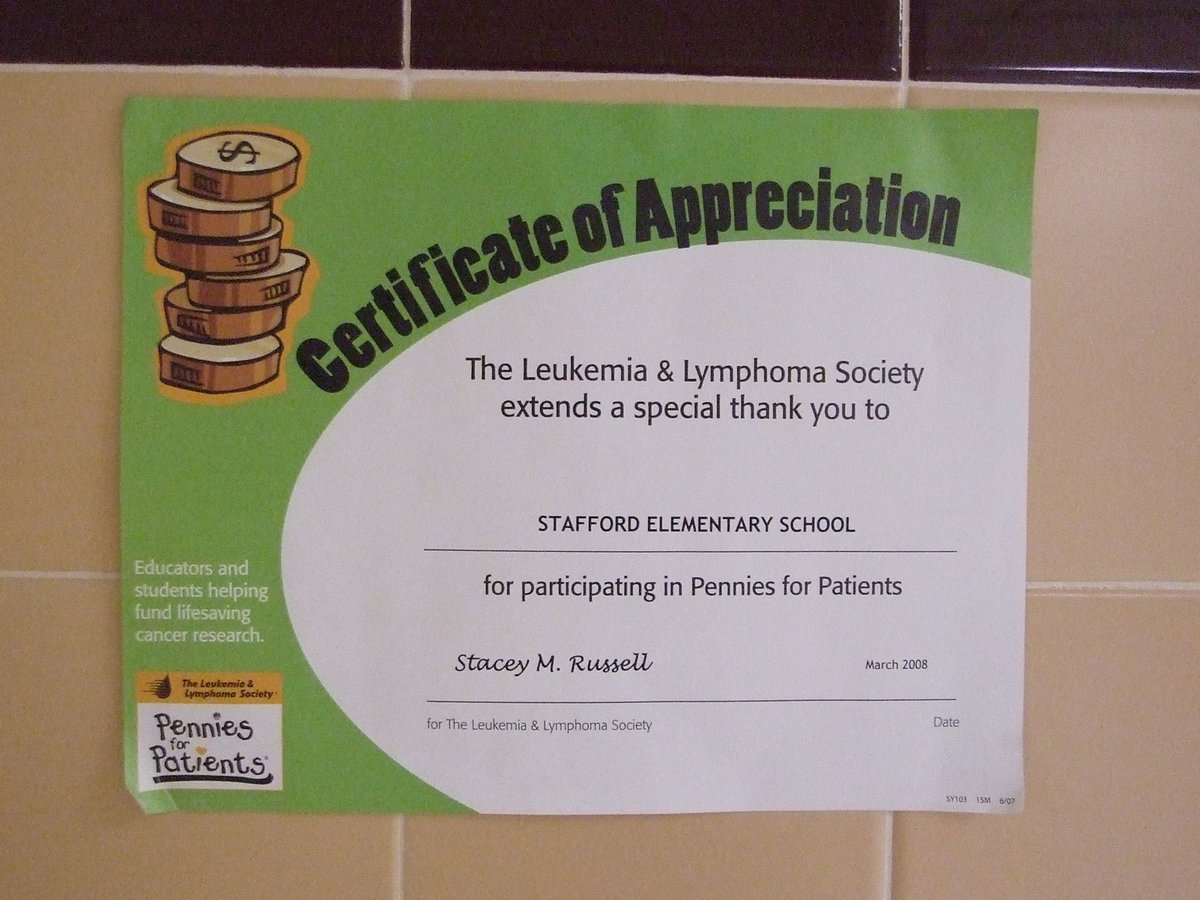 Certificate of Appreciation
The Leukemia & Lymphoma Society
extends a special thank you to
STAFFORD ELEMENTARY SCHOOL
for participating in Pennies for Patients
Stacey M. Russell March 2008
for The Leukemia & Lymphoma Society Date
Educators and
students helping
fund lifesaving
cancer research.
The Leukemia &
Lymphoma Society®
Pennies
for
Patients®
SY103 15M 6/07
$